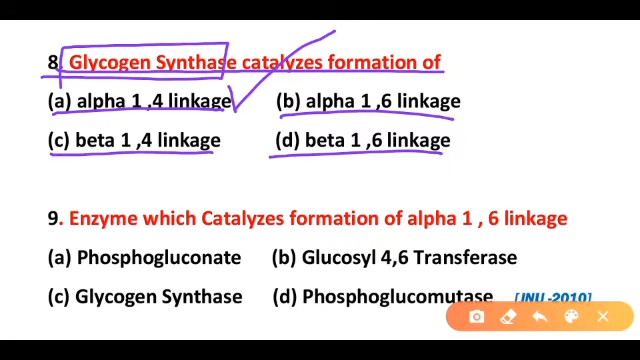 8. Glycogen Synthase catalyzes formation of
(a) alpha 1 ,4 linkage (b) alpha 1 ,6 linkage
(c) beta 1 ,4 linkage (d) beta 1 ,6 linkage
9. Enzyme which Catalyzes formation of alpha 1 , 6 linkage
(a) Phosphogluconate (b) Glucosyl 4,6 Transferase
(c) Glycogen Synthase (d) Phosphoglucomutase [JNU -2010]